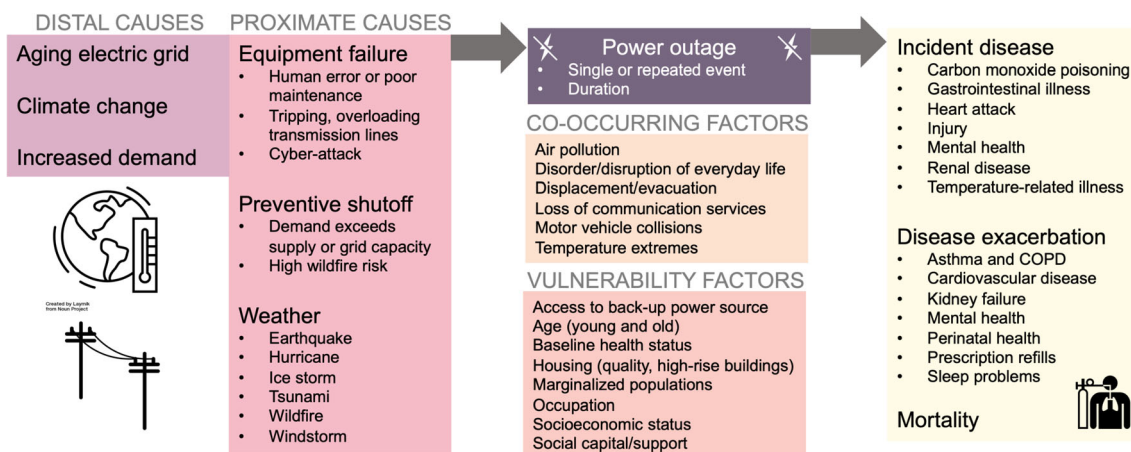 DISTAL CAUSES
Aging electric grid
Climate change
Increased demand
Created by Laymik
from Noun Project
PROXIMATE CAUSES
Equipment failure
• Human error or poor
maintenance
• Tripping, overloading
transmission lines
• Cyber-attack
Preventive shutoff
• Demand exceeds
supply or grid capacity
• High wildfire risk
Weather
• Earthquake
• Hurricane
• Ice storm
• Tsunami
• Wildfire
• Windstorm
Power outage
• Single or repeated event
• Duration
CO-OCCURRING FACTORS
Air pollution
Disorder/disruption of everyday life
Displacement/evacuation
Loss of communication services
Motor vehicle collisions
Temperature extremes
VULNERABILITY FACTORS
Access to back-up power source
Age (young and old)
Baseline health status
Housing (quality, high-rise buildings)
Marginalized populations
Occupation
Socioeconomic status
Social capital/support
Incident disease
• Carbon monoxide poisoning
• Gastrointestinal illness
• Heart attack
• Injury
• Mental health
• Renal disease
• Temperature-related illness
Disease exacerbation
• Asthma and COPD
• Cardiovascular disease
• Kidney failure
• Mental health
• Perinatal health
• Prescription refills
• Sleep problems
Mortality